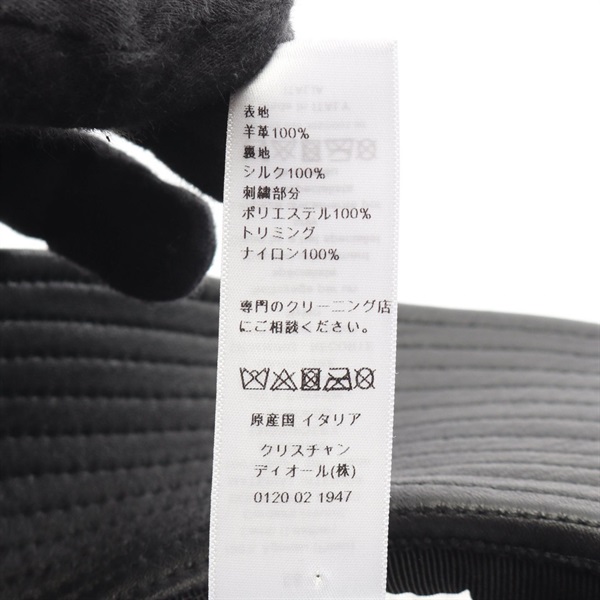 表地
羊革100%
裏地
シルク100%
刺繍部分
ポリエステル100%
トリミング
ナイロン100%
専門のクリーニング店
にご相談ください。
原産国 イタリア
クリスチャン
ディオール(株)
0120 02 1947